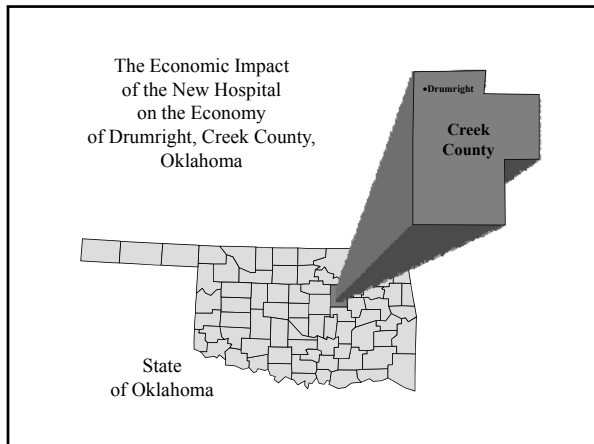 The Economic Impact
of the New Hospital
on the Economy
of Drumright, Creek County,
Oklahoma
Drumright
Creek
County
State
of Oklahoma